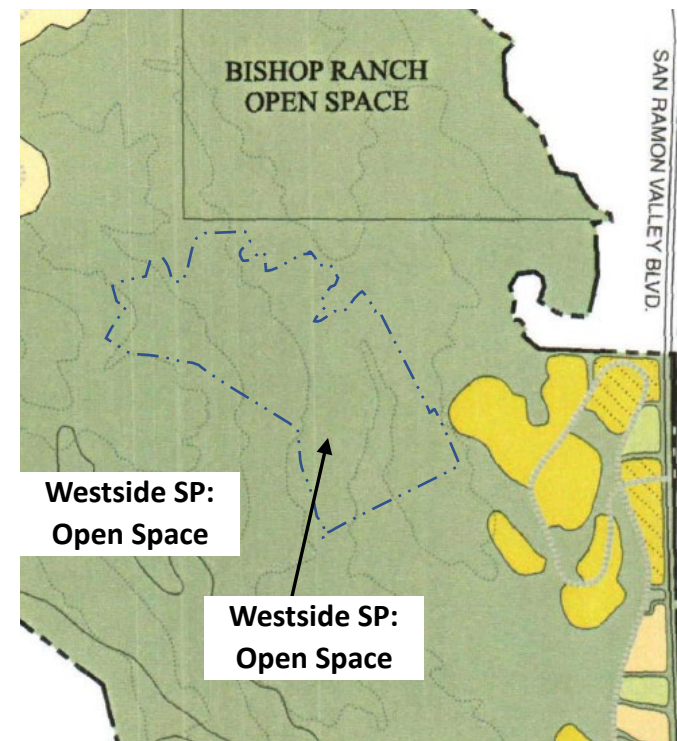 BISHOP RANCH
OPEN SPACE
SAN RAMON VALLEY BLVD.
Westside SP:
Open Space
Westside SP:
Open Space